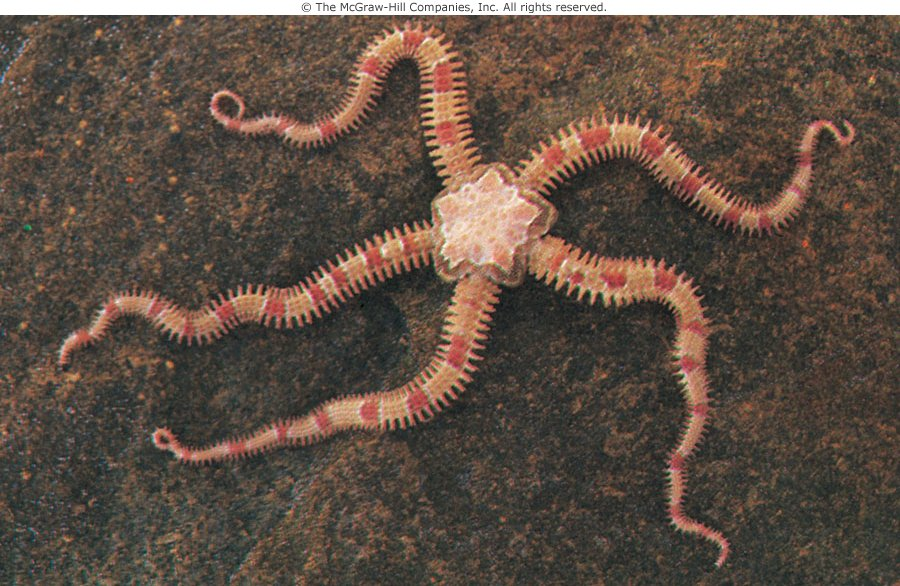 © The McGraw-Hill Companies, Inc. All rights reserved.